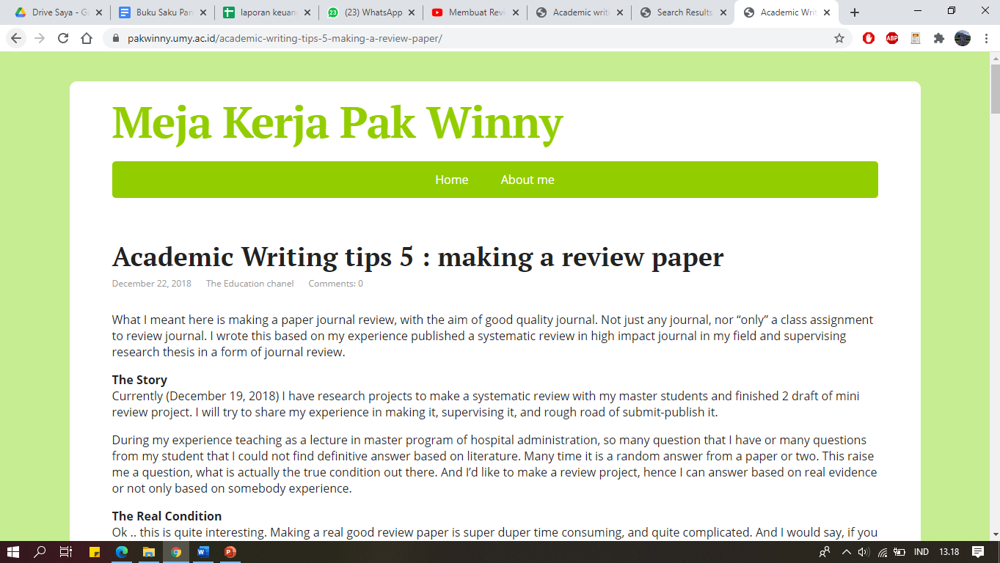 Drive Saya - Go
Buku Saku Pan
laporan keuan
(23) WhatsApp
Membuat Revi
Academic writi
Search Results
Academic Writ
pakwinny.umy.ac.id/academic-writing-tips-5-making-a-review-paper/
ABP
Meja Kerja Pak Winny
Home About me
Academic Writing tips 5 : making a review paper
December 22, 2018 The Education chanel Comments: 0
What I meant here is making a paper journal review, with the aim of good quality journal. Not just any journal, nor “only” a class assignment
to review journal. I wrote this based on my experience published a systematic review in high impact journal in my field and supervising
research thesis in a form of journal review.
The Story
Currently (December 19, 2018) I have research projects to make a systematic review with my master students and finished 2 draft of mini
review project. I will try to share my experience in making it, supervising it, and rough road of submit-publish it.
During my experience teaching as a lecture in master program of hospital administration, so many question that I have or many questions
from my student that I could not find definitive answer based on literature. Many time it is a random answer from a paper or two. This raise
me a question, what is actually the true condition out there. And I’d like to make a review project, hence I can answer based on real evidence
or not only based on somebody experience.
The Real Condition
Ok .. this is quite interesting. Making a real good review paper is super duper time consuming, and quite complicated. And I would say, if you
IND 13.18